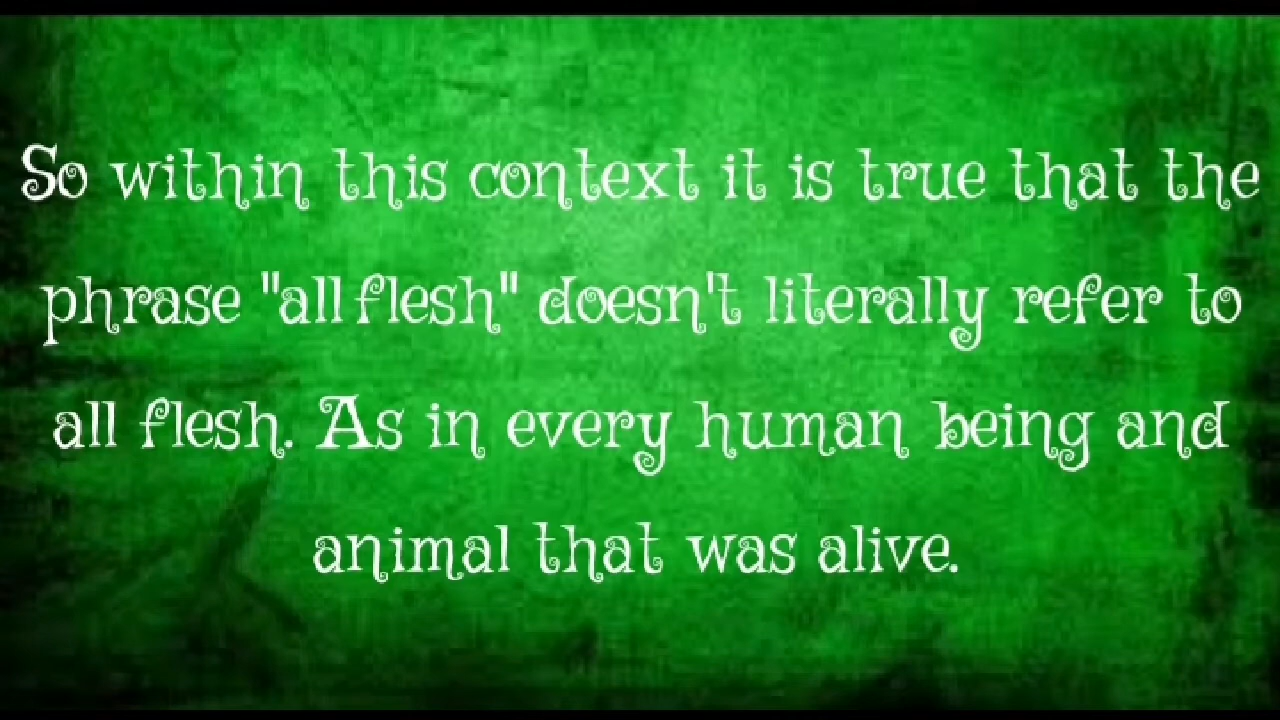 So within this context it is true that the
phrase "all flesh" doesn't literally refer to
all flesh. As in every human being and
animal that was alive.